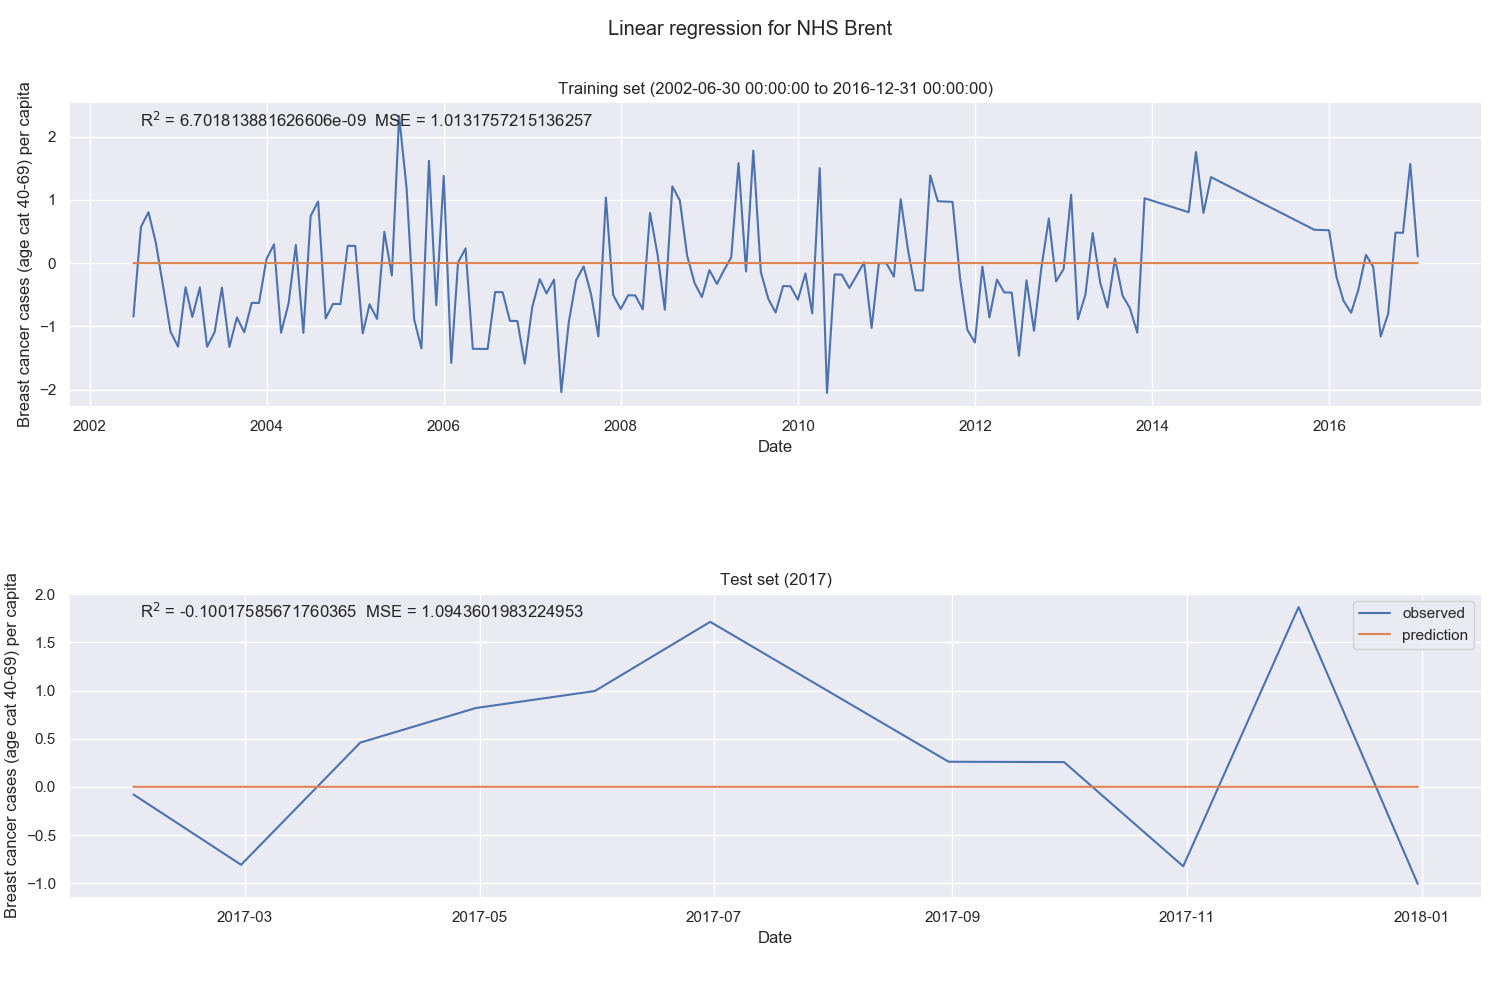 Linear regression for NHS Brent
Training set (2002-06-30 00:00:00 to 2016-12-31 00:00:00)
R² = 6.701813881626606e-09 MSE = 1.0131757215136257
Breast cancer cases (age cat 40-69) per capita
2
1
0
−1
−2
2002 2004 2006 2008 2010 2012 2014 2016
Date
Test set (2017)
R² = -0.10017585671760365 MSE = 1.0943601983224953
observed
prediction
Breast cancer cases (age cat 40-69) per capita
2.0
1.5
1.0
0.5
0.0
−0.5
−1.0
2017-03 2017-05 2017-07 2017-09 2017-11 2018-01
Date